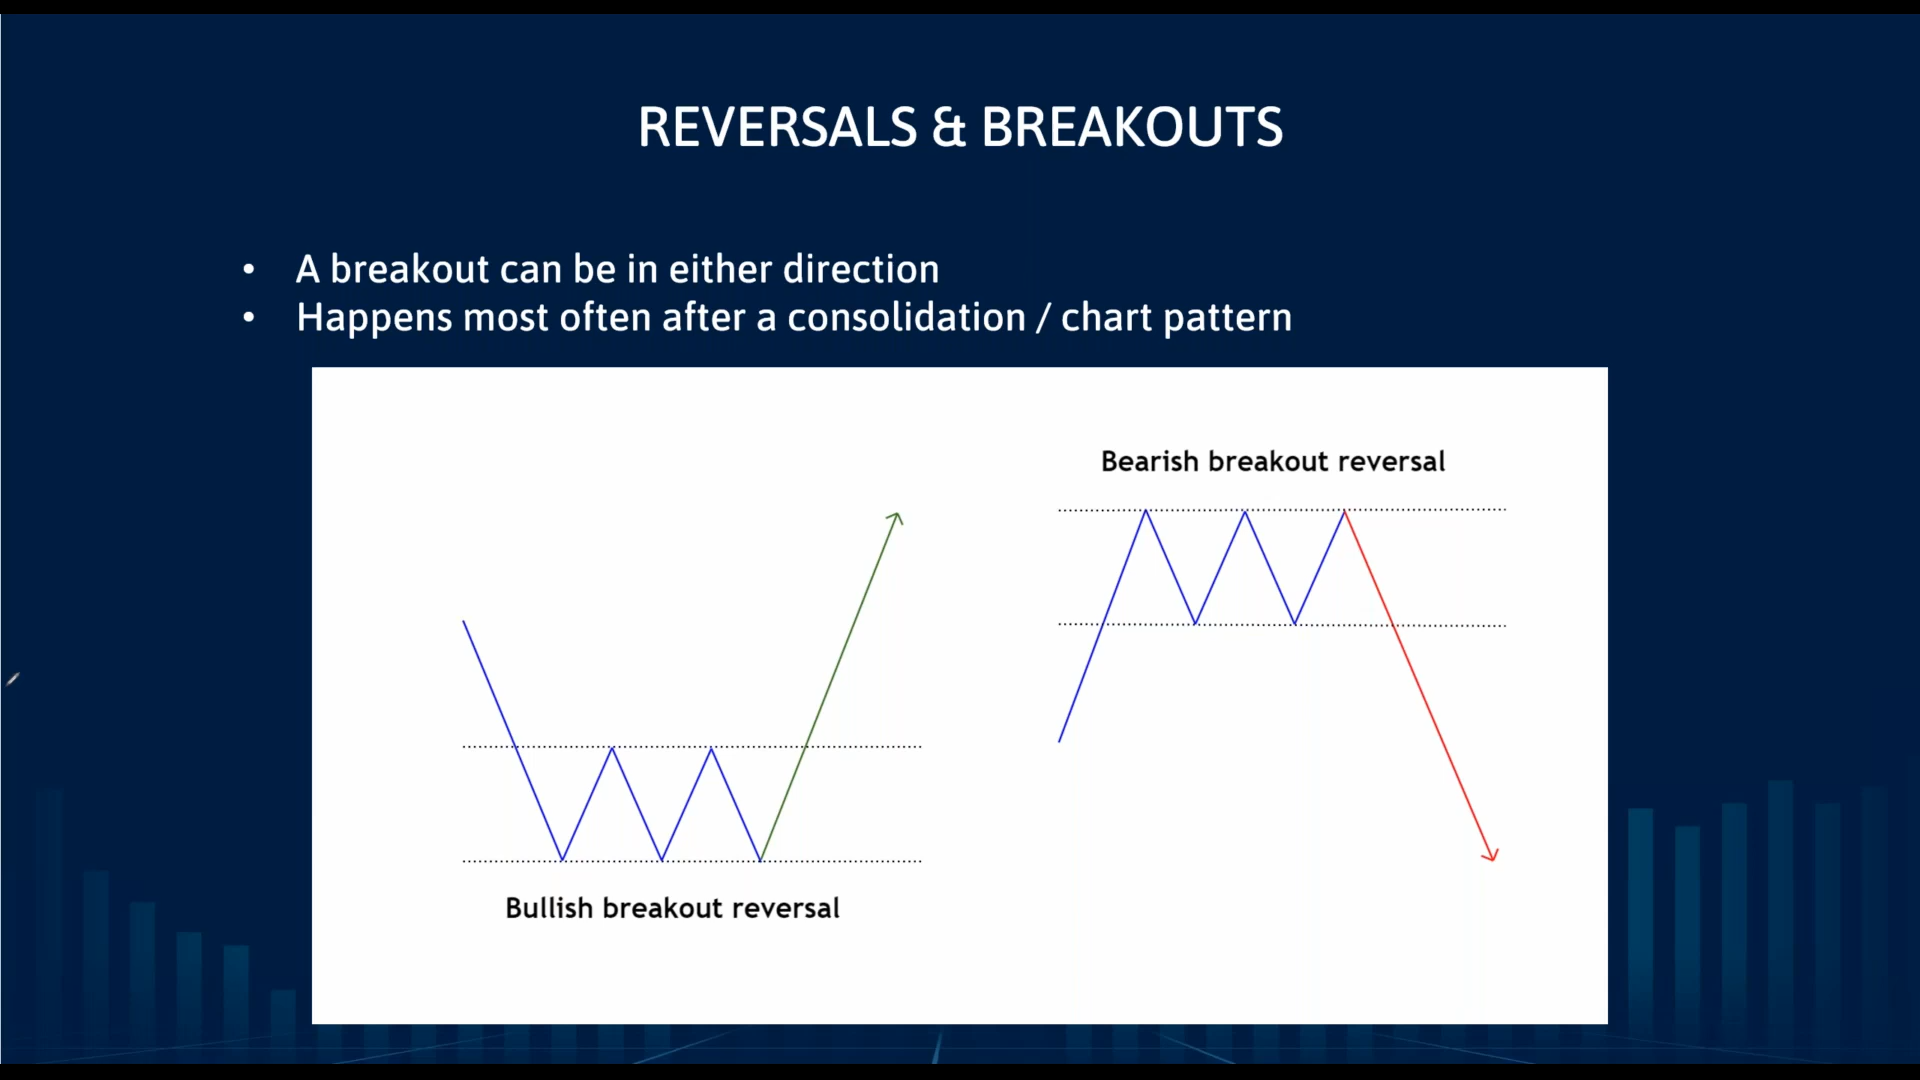 REVERSALS & BREAKOUTS
• A breakout can be in either direction
• Happens most often after a consolidation / chart pattern
Bearish breakout reversal
Bullish breakout reversal